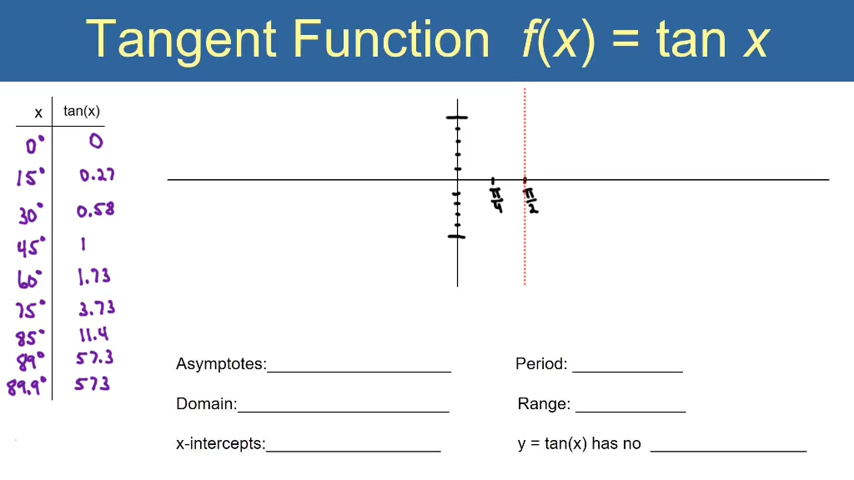 Tangent Function f(x) = tan x
x tan(x)
0° 0
15° 0.27
30° 0.58
45° 1
60° 1.73
75° 3.73
85° 11.4
89° 57.3
89.9° 573
π/4 π/2
Asymptotes: Period:
Domain: Range:
x-intercepts: y = tan(x) has no